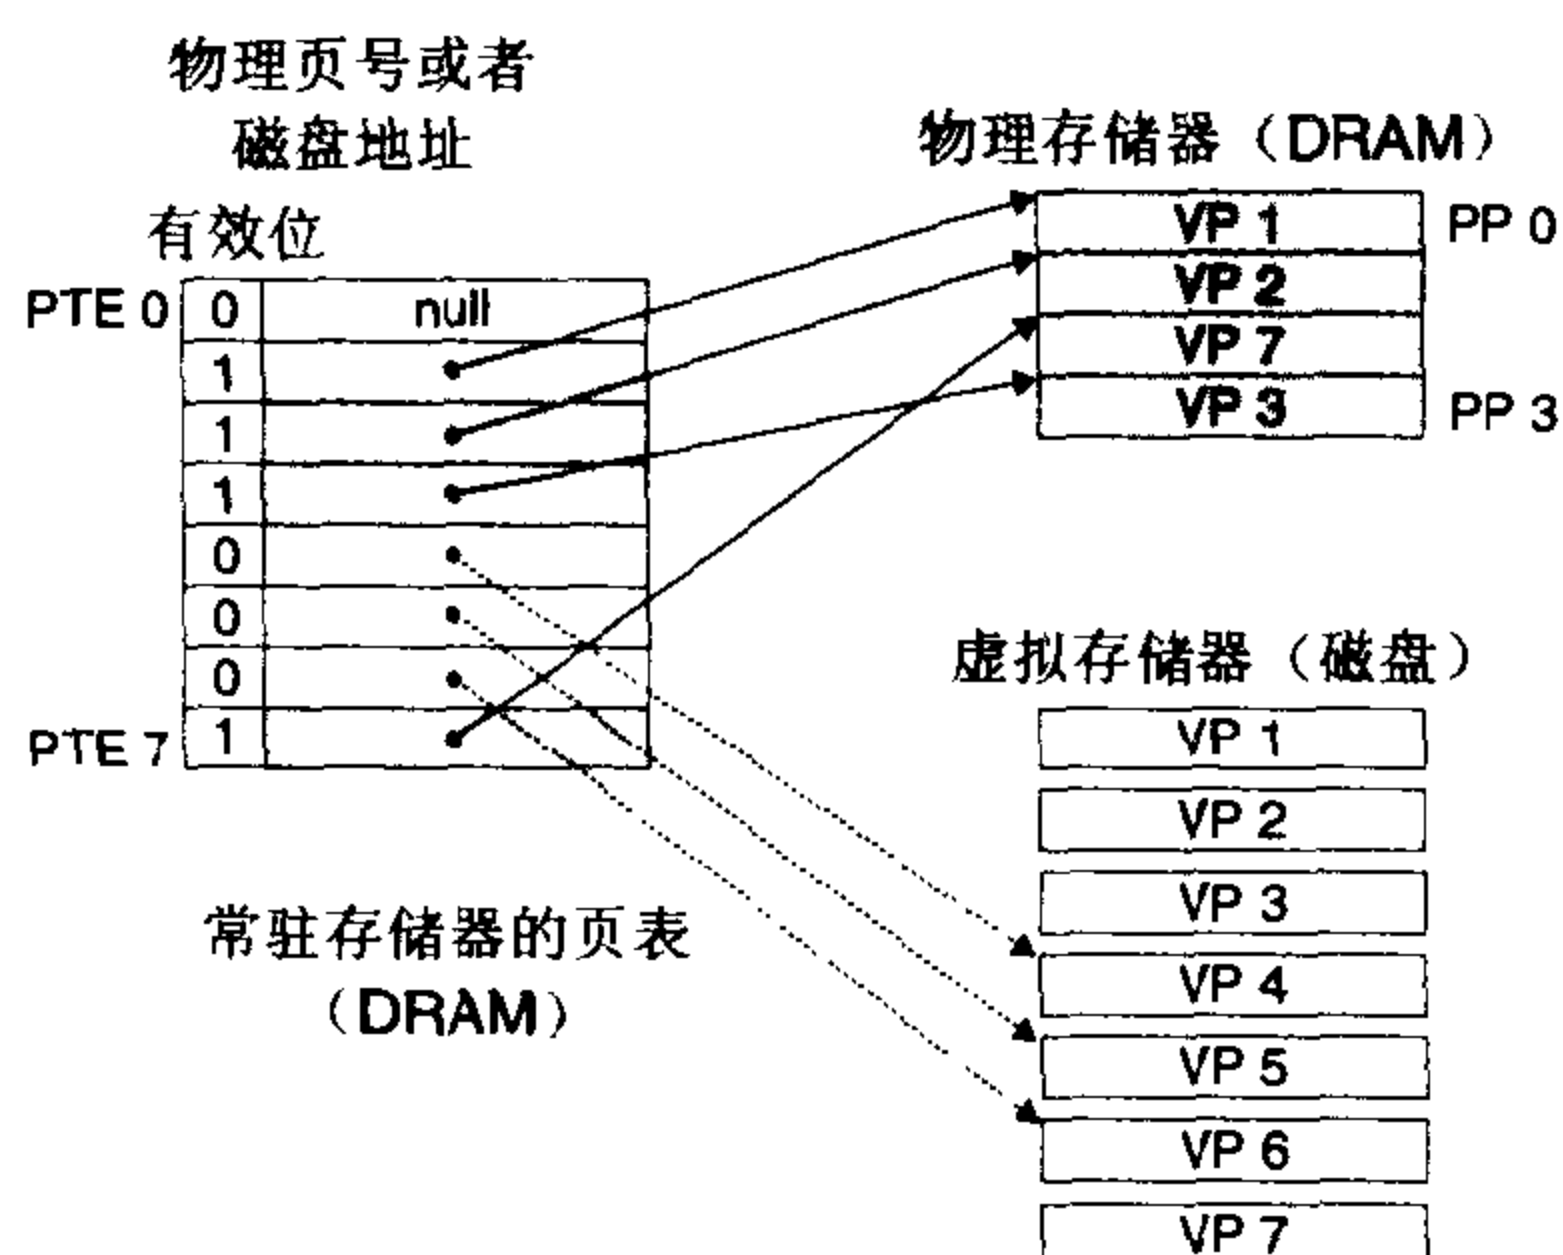 物理页号或者
磁盘地址
有效位
PTE 0 0 null
1
1
1
0
0
0
PTE 7 1
常驻存储器的页表
（DRAM）
物理存储器（DRAM）
VP 1 PP 0
VP 2
VP 7
VP 3 PP 3
虚拟存储器（磁盘）
VP 1
VP 2
VP 3
VP 4
VP 5
VP 6
VP 7